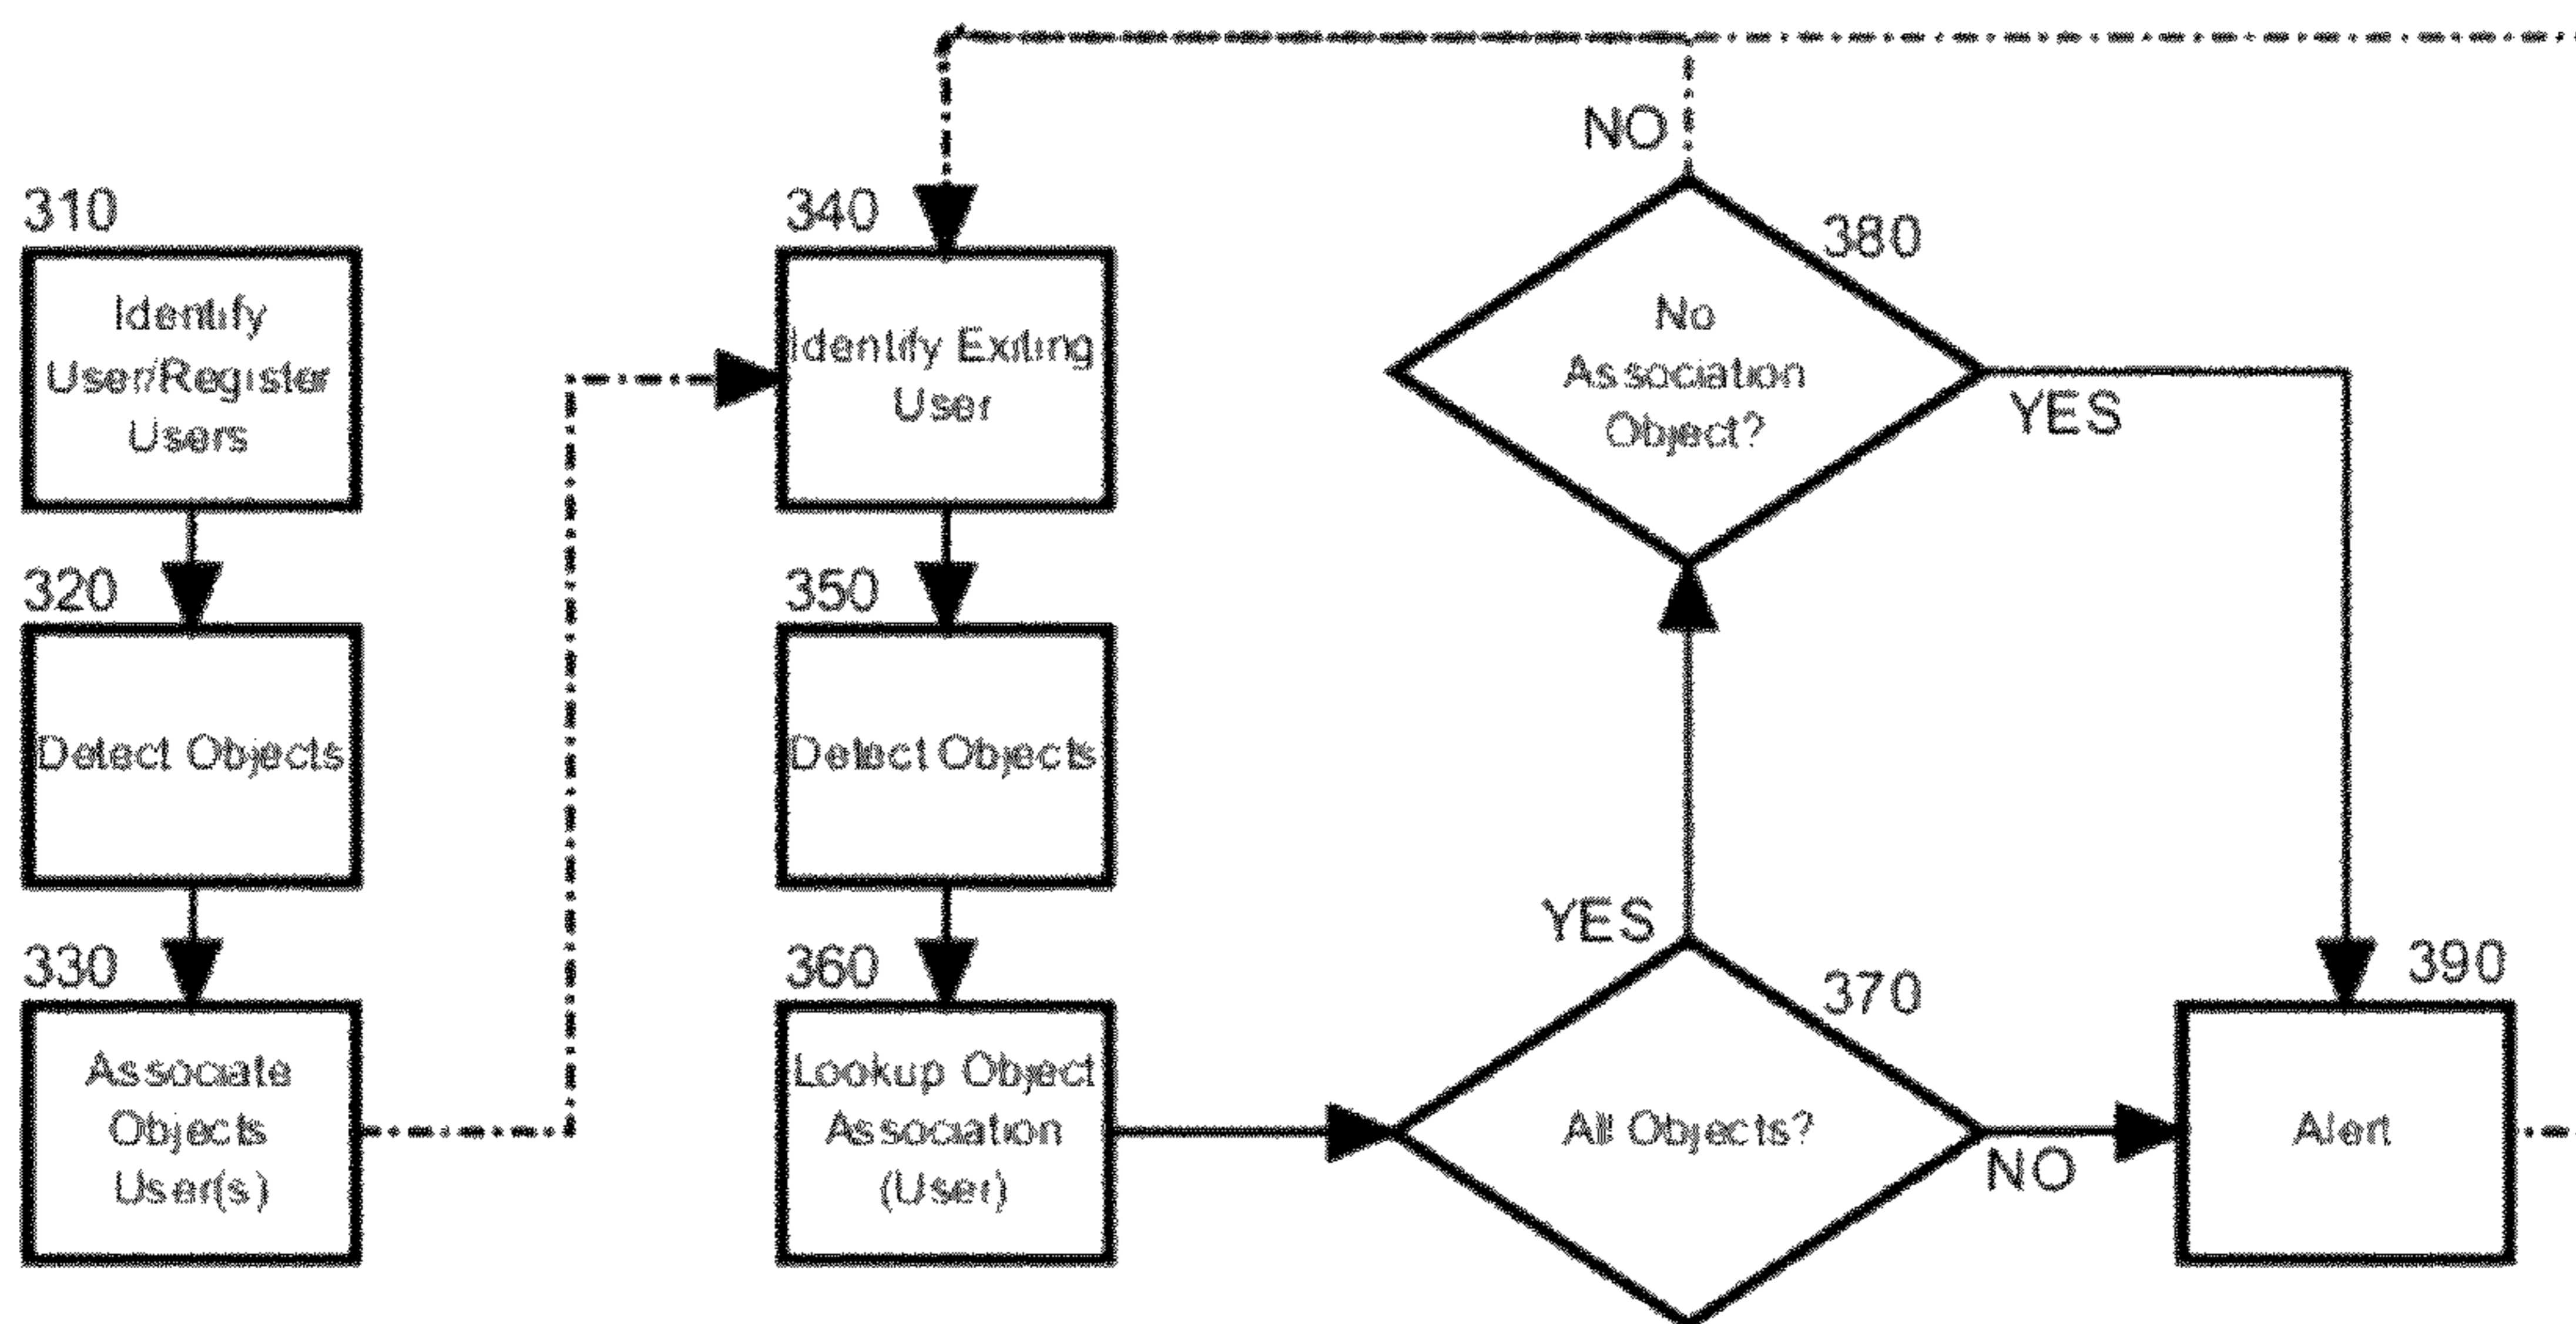 310
Identify
User/Register
Users
320
Detect Objects
330
Associate
Objects
User(s)
340
Identify Exiting
User
350
Detect Objects
360
Lookup Object
Association
(User)
NO
380
No
Association
Object?
YES
YES
370
All Objects?
NO
390
Alert